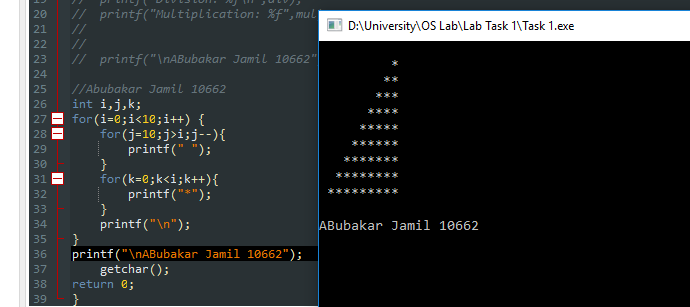 19 // printf("Division: %f\n",div);
20 // printf("Multiplication: %f",mul
21 //
22 //
23 // printf("\nABubakar Jamil 10662"
24
25 //Abubakar Jamil 10662
26 int i,j,k;
27 for(i=0;i<10;i++) {
28 for(j=10;j>i;j--){
29 printf(" ");
30 }
31 for(k=0;k<i;k++){
32 printf("*");
33 }
34 printf("\n");
35 }
36 printf("\nABubakar Jamil 10662");
37 getchar();
38 return 0;
39 }
D:\University\OS Lab\Lab Task 1\Task 1.exe
*
**
***
****
*****
******
*******
********
*********
ABubakar Jamil 10662